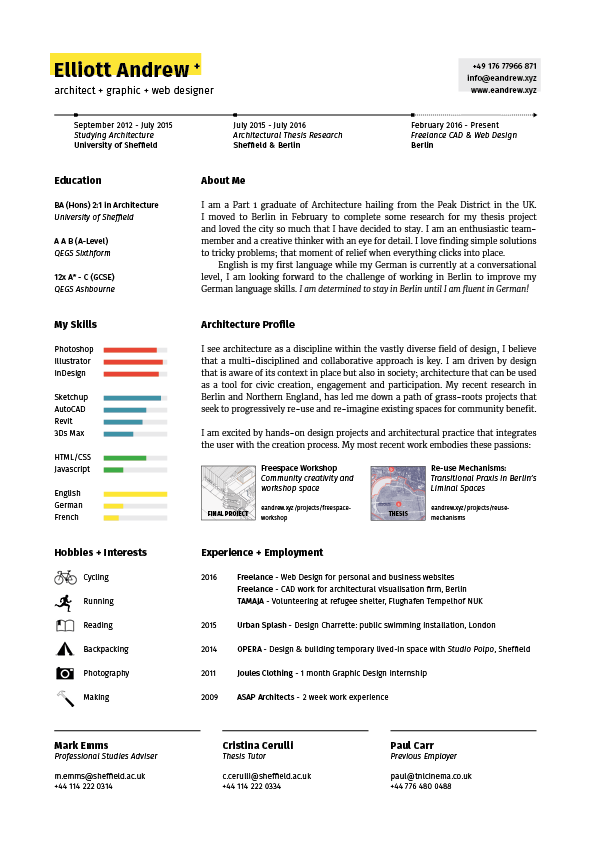 Elliott Andrew +
architect + graphic + web designer
+49 176 77966 871
info@eandrew.xyz
www.eandrew.xyz
September 2012 - July 2015
Studying Architecture
University of Sheffield
July 2015 - July 2016
Architectural Thesis Research
Sheffield & Berlin
February 2016 - Present
Freelance CAD & Web Design
Berlin
Education
BA (Hons) 2:1 in Architecture
University of Sheffield
A A B (A-Level)
QEGS Sixthform
12x A* - C (GCSE)
QEGS Ashbourne
About Me
I am a Part 1 graduate of Architecture hailing from the Peak District in the UK.
I moved to Berlin in February to complete some research for my thesis project
and loved the city so much that I have decided to stay. I am an enthusiastic team-
member and a creative thinker with an eye for detail. I love finding simple solutions
to tricky problems; that moment of relief when everything clicks into place.
English is my first language while my German is currently at a conversational
level, I am looking forward to the challenge of working in Berlin to improve my
German language skills. I am determined to stay in Berlin until I am fluent in German!
My Skills
Photoshop
Illustrator
InDesign
Sketchup
AutoCAD
Revit
3Ds Max
HTML/CSS
Javascript
English
German
French
Architecture Profile
I see architecture as a discipline within the vastly diverse field of design, I believe
that a multi-disciplined and collaborative approach is key. I am driven by design
that is aware of its context in place but also in society; architecture that can be used
as a tool for civic creation, engagement and participation. My recent research in
Berlin and Northern England, has led me down a path of grass-roots projects that
seek to progressively re-use and re-imagine existing spaces for community benefit.
I am excited by hands-on design projects and architectural practice that integrates
the user with the creation process. My most recent work embodies these passions:
FINAL PROJECT
Freespace Workshop
Community creativity and
workshop space
eandrew.xyz/projects/freespace-
workshop
THESIS
Re-use Mechanisms:
Transitional Praxis in Berlin's
Liminal Spaces
eandrew.xyz/projects/reuse-
mechanisms
Hobbies + Interests
Cycling
Running
Reading
Backpacking
Photography
Making
Experience + Employment
2016 Freelance - Web Design for personal and business websites
Freelance - CAD work for architectural visualisation firm, Berlin
TAMAJA - Volunteering at refugee shelter, Flughafen Tempelhof NUK
2015 Urban Splash - Design Charrette: public swimming installation, London
2014 OPERA - Design & building temporary lived-in space with Studio Polpo, Sheffield
2011 Joules Clothing - 1 month Graphic Design internship
2009 ASAP Architects - 2 week work experience
Mark Emms
Professional Studies Adviser
m.emms@sheffield.ac.uk
+44 114 222 0314
Cristina Cerulli
Thesis Tutor
c.cerulli@sheffield.ac.uk
+44 114 222 0334
Paul Carr
Previous Employer
paul@tnlcinema.co.uk
+44 776 480 0488